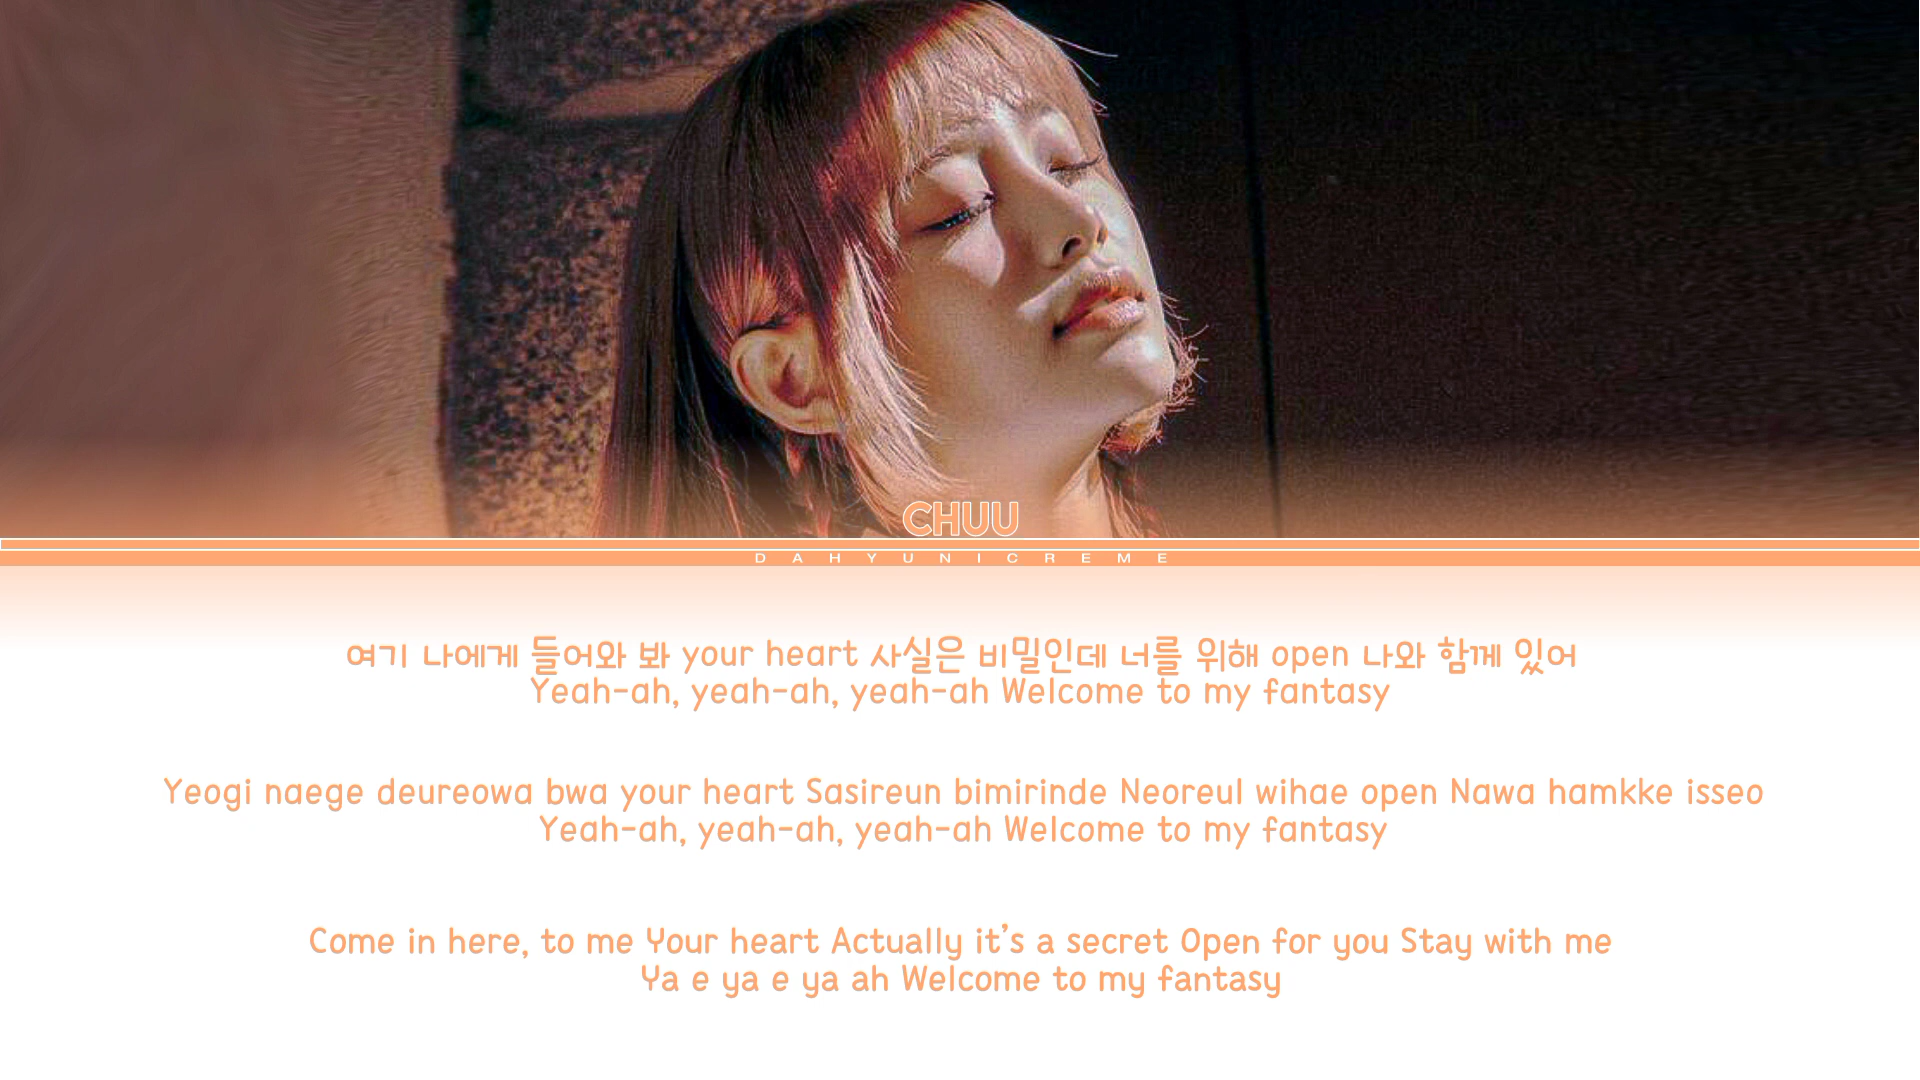 CHUU
DAHYUNICREME
여기 나에게 들어와 봐 your heart 사실은 비밀인데 너를 위해 open 나와 함께 있어
Yeah-ah, yeah-ah, yeah-ah Welcome to my fantasy
Yeogi naege deureowa bwa your heart Sasireun bimirinde Neoreul wihae open Nawa hamkke isseo
Yeah-ah, yeah-ah, yeah-ah Welcome to my fantasy
Come in here, to me Your heart Actually it's a secret Open for you Stay with me
Ya e ya e ya ah Welcome to my fantasy